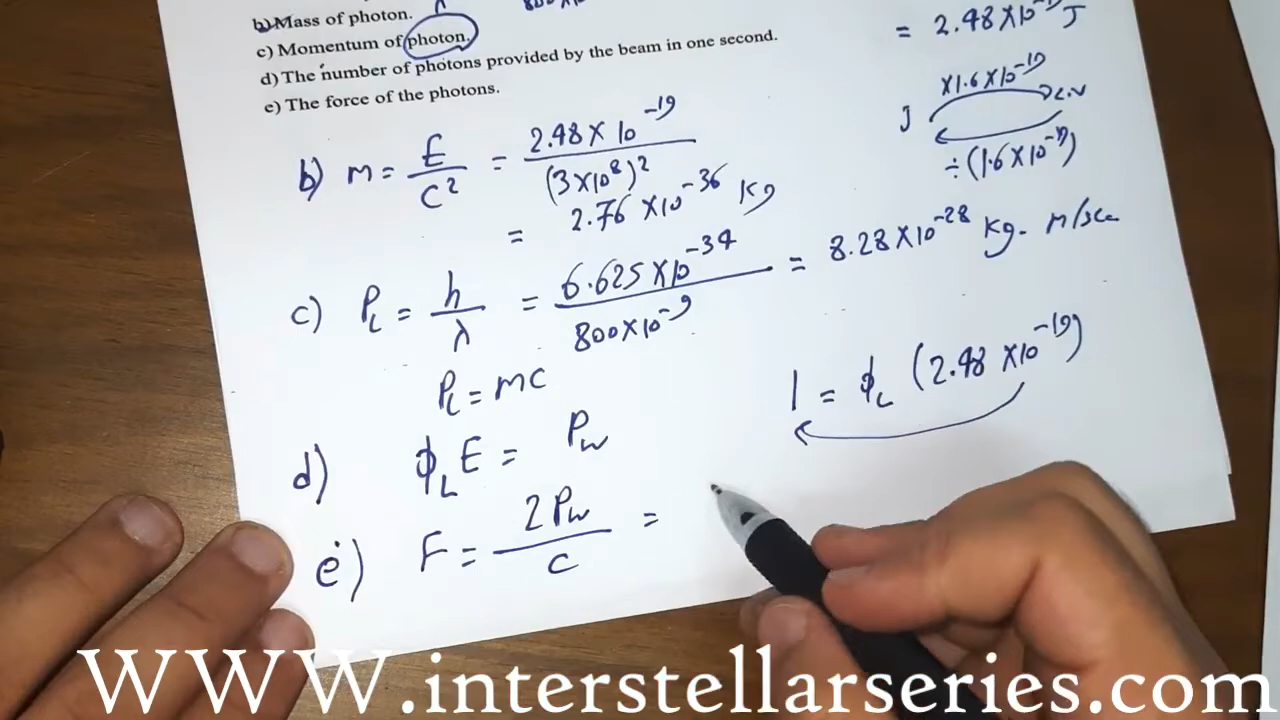 b) Mass of photon.
c) Momentum of photon.
d) The number of photons provided by the beam in one second.
e) The force of the photons.
= 2.48×10⁻¹⁹ J
×1.6×10⁻¹⁹
J e.v
÷(1.6×10⁻¹⁹)
b) m = E/C² = 2.48×10⁻¹⁹/(3×10⁸)²
= 2.76×10⁻³⁶ Kg
c) P_L = h/λ = 6.625×10⁻³⁴/800×10⁻⁹ = 8.28×10⁻²⁸ Kg. m/sec
P_L = mc
1 = ϕ_L (2.48×10⁻¹⁹)
d) ϕ_L E = P_w
e) F = 2P_w/c =
WWW.interstellarseries.com